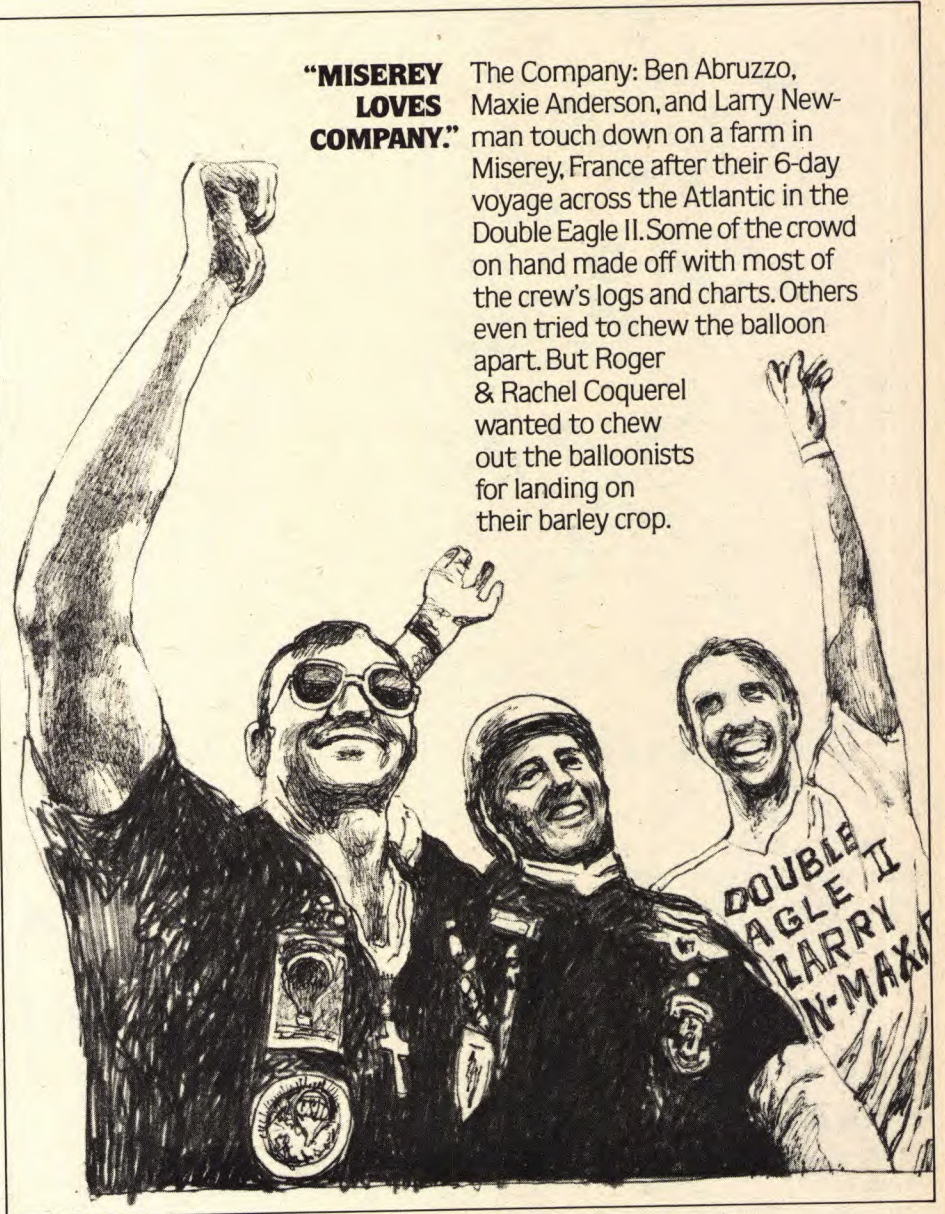 “MISEREY
LOVES
COMPANY.”
The Company: Ben Abruzzo,
Maxie Anderson, and Larry New-
man touch down on a farm in
Miserey, France after their 6-day
voyage across the Atlantic in the
Double Eagle II. Some of the crowd
on hand made off with most of
the crew's logs and charts. Others
even tried to chew the balloon
apart. But Roger
& Rachel Coquerel
wanted to chew
out the balloonists
for landing on
their barley crop.
DOUBLE
AGLE II
LARRY
N-MAXI